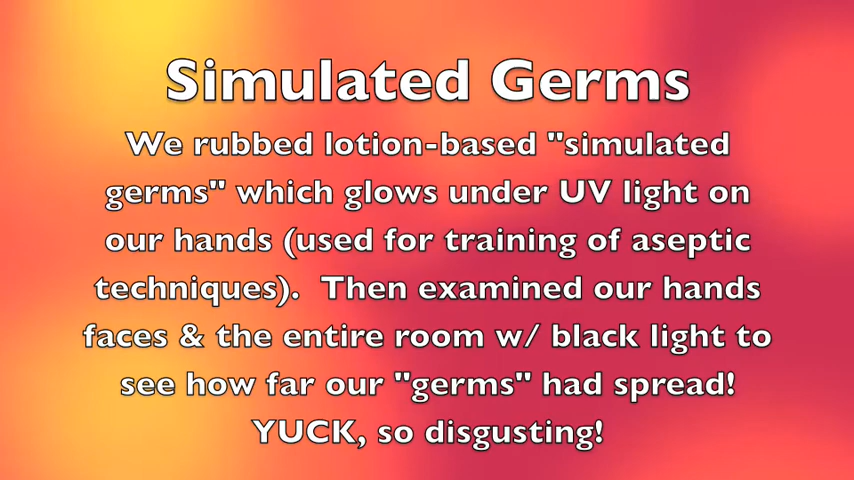 Simulated Germs
We rubbed lotion-based "simulated
germs" which glows under UV light on
our hands (used for training of aseptic
techniques).  Then examined our hands
faces & the entire room w/ black light to
see how far our "germs" had spread!
YUCK, so disgusting!